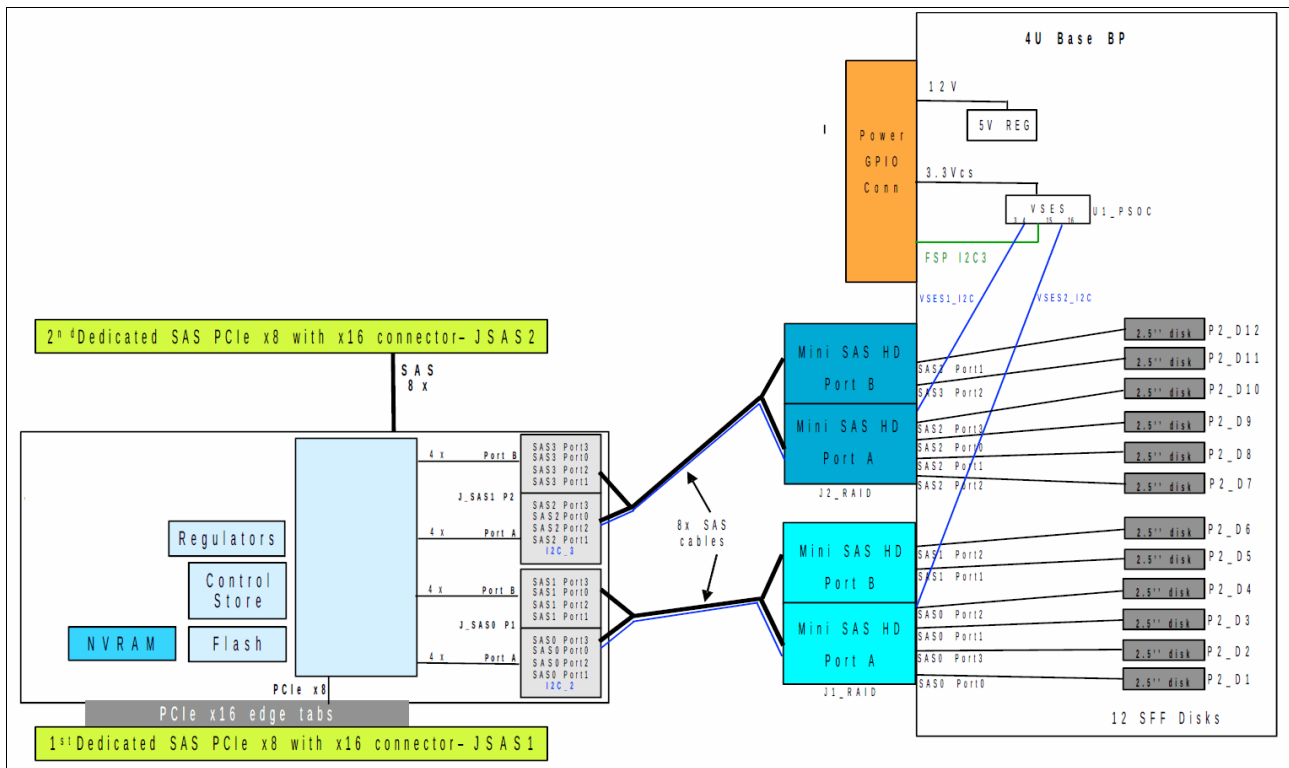 4U Base BP
12V
5V REG
Power
GPIO
Conn
3.3Vcs
VSES
3 4 15 16
U1_PSOC
FSP I2C3
VSES1_I2C
VSES2_I2C
2nd Dedicated SAS PCIe x8 with x16 connector- JSAS2
SAS
8x
Mini SAS HD
Port B
Mini SAS HD
Port A
J2_RAID
SAS3 Port1
SAS3 Port2
SAS2 Port3
SAS2 Port0
SAS2 Port1
SAS2 Port2
2.5'' disk P2_D12
2.5'' disk P2_D11
2.5'' disk P2_D10
2.5'' disk P2_D9
2.5'' disk P2_D8
2.5'' disk P2_D7
4x Port B
SAS3 Port3
SAS3 Port0
SAS3 Port2
SAS3 Port1
J_SAS1 P2
4x Port A
SAS2 Port3
SAS2 Port0
SAS2 Port2
SAS2 Port1
I2C_3
8x SAS
cables
Regulators
Control
Store
NVRAM
Flash
4x Port B
SAS1 Port3
SAS1 Port0
SAS1 Port2
SAS1 Port1
J_SAS0 P1
4x Port A
SAS0 Port3
SAS0 Port0
SAS0 Port2
SAS0 Port1
I2C_2
Mini SAS HD
Port B
Mini SAS HD
Port A
J1_RAID
SAS1 Port2
SAS1 Port1
SAS0 Port2
SAS0 Port1
SAS0 Port3
SAS0 Port0
2.5'' disk P2_D6
2.5'' disk P2_D5
2.5'' disk P2_D4
2.5'' disk P2_D3
2.5'' disk P2_D2
2.5'' disk P2_D1
12 SFF Disks
PCIe x8
PCIe x16 edge tabs
1st Dedicated SAS PCIe x8 with x16 connector- JSAS1